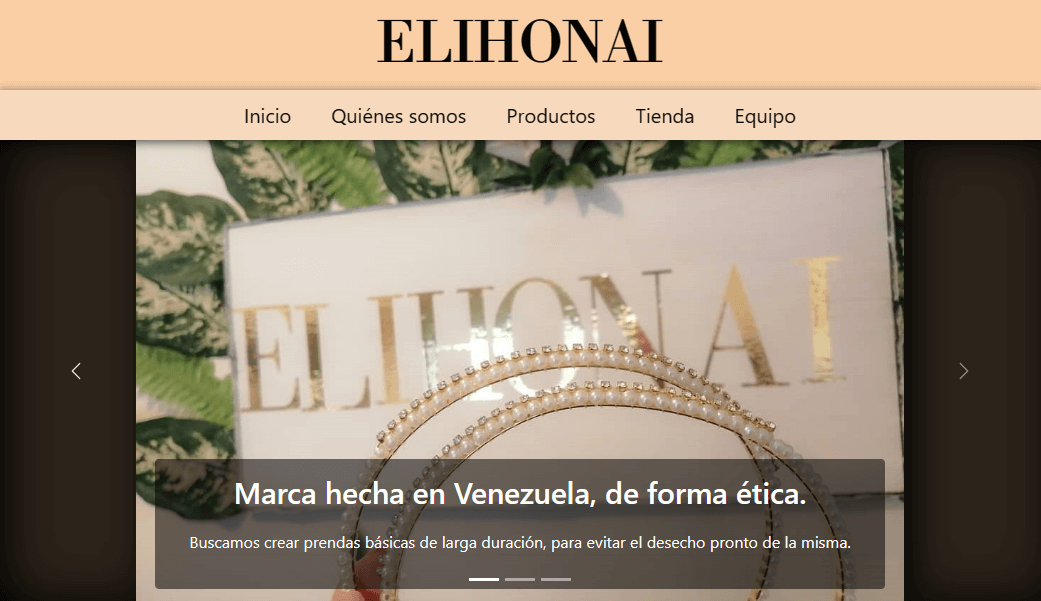 ELIHONAI
Inicio Quiénes somos Productos Tienda Equipo
ELIHONAI
Marca hecha en Venezuela, de forma ética.
Buscamos crear prendas básicas de larga duración, para evitar el desecho pronto de la misma.